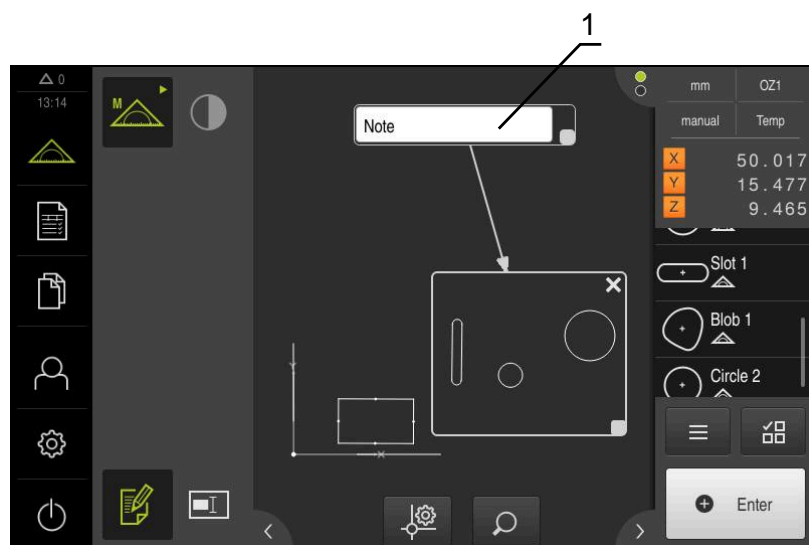 1
0
13:14
M
Note
mm
OZ1
manual
Temp
X 50.017
Y 15.477
Z 9.465
Slot 1
Blob 1
Circle 2
Y
X
Enter